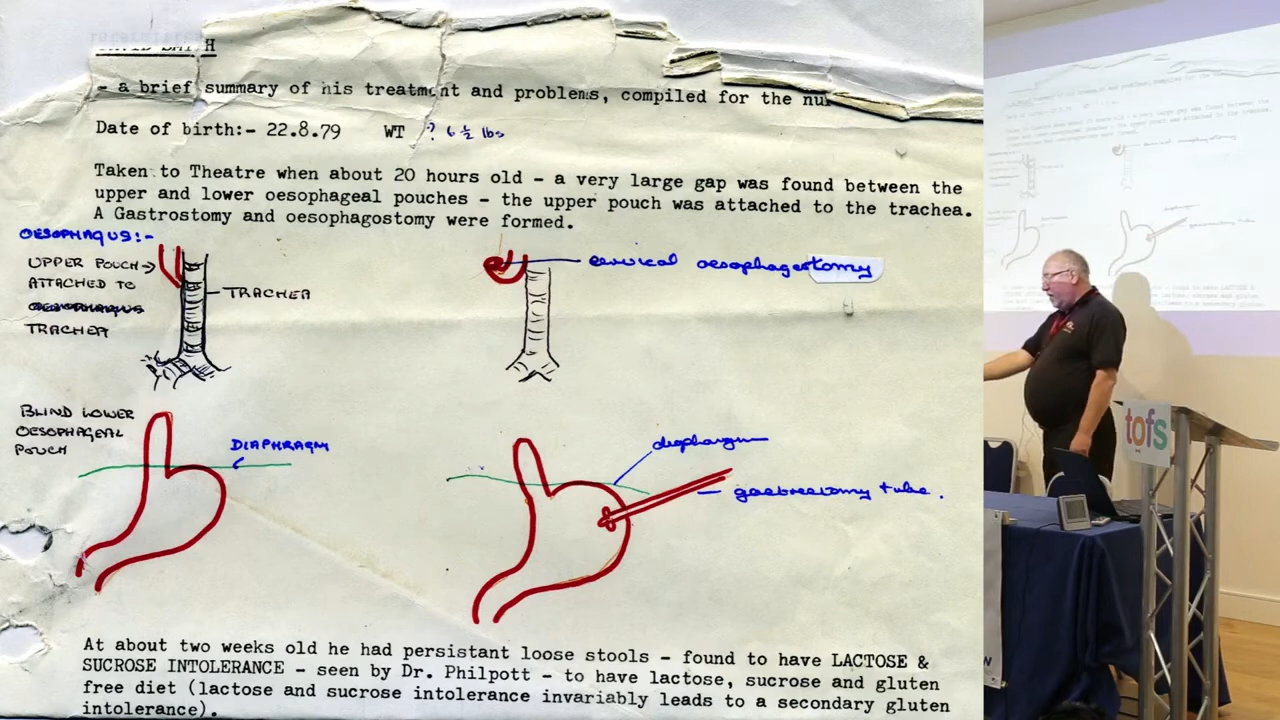 - a brief summary of his treatment and problems, compiled for the
Date of birth:- 22.8.79 WT ? 6 ½ lbs
Taken to Theatre when about 20 hours old - a very large gap was found between the
upper and lower oesophageal pouches - the upper pouch was attached to the trachea.
A Gastrostomy and oesophagostomy were formed.
OESOPHAGUS:-
UPPER POUCH
ATTACHED TO
OESOPHAGUS
TRACHEA
TRACHEA
cervical oesophagostomy
BLIND LOWER
OESOPHAGEAL
POUCH
DIAPHRAGM
diaphragm
gastrostomy tube.
At about two weeks old he had persistant loose stools - found to have LACTOSE &
SUCROSE INTOLERANCE - seen by Dr. Philpott - to have lactose, sucrose and gluten
free diet (lactose and sucrose intolerance invariably leads to a secondary gluten
intolerance).
tofs